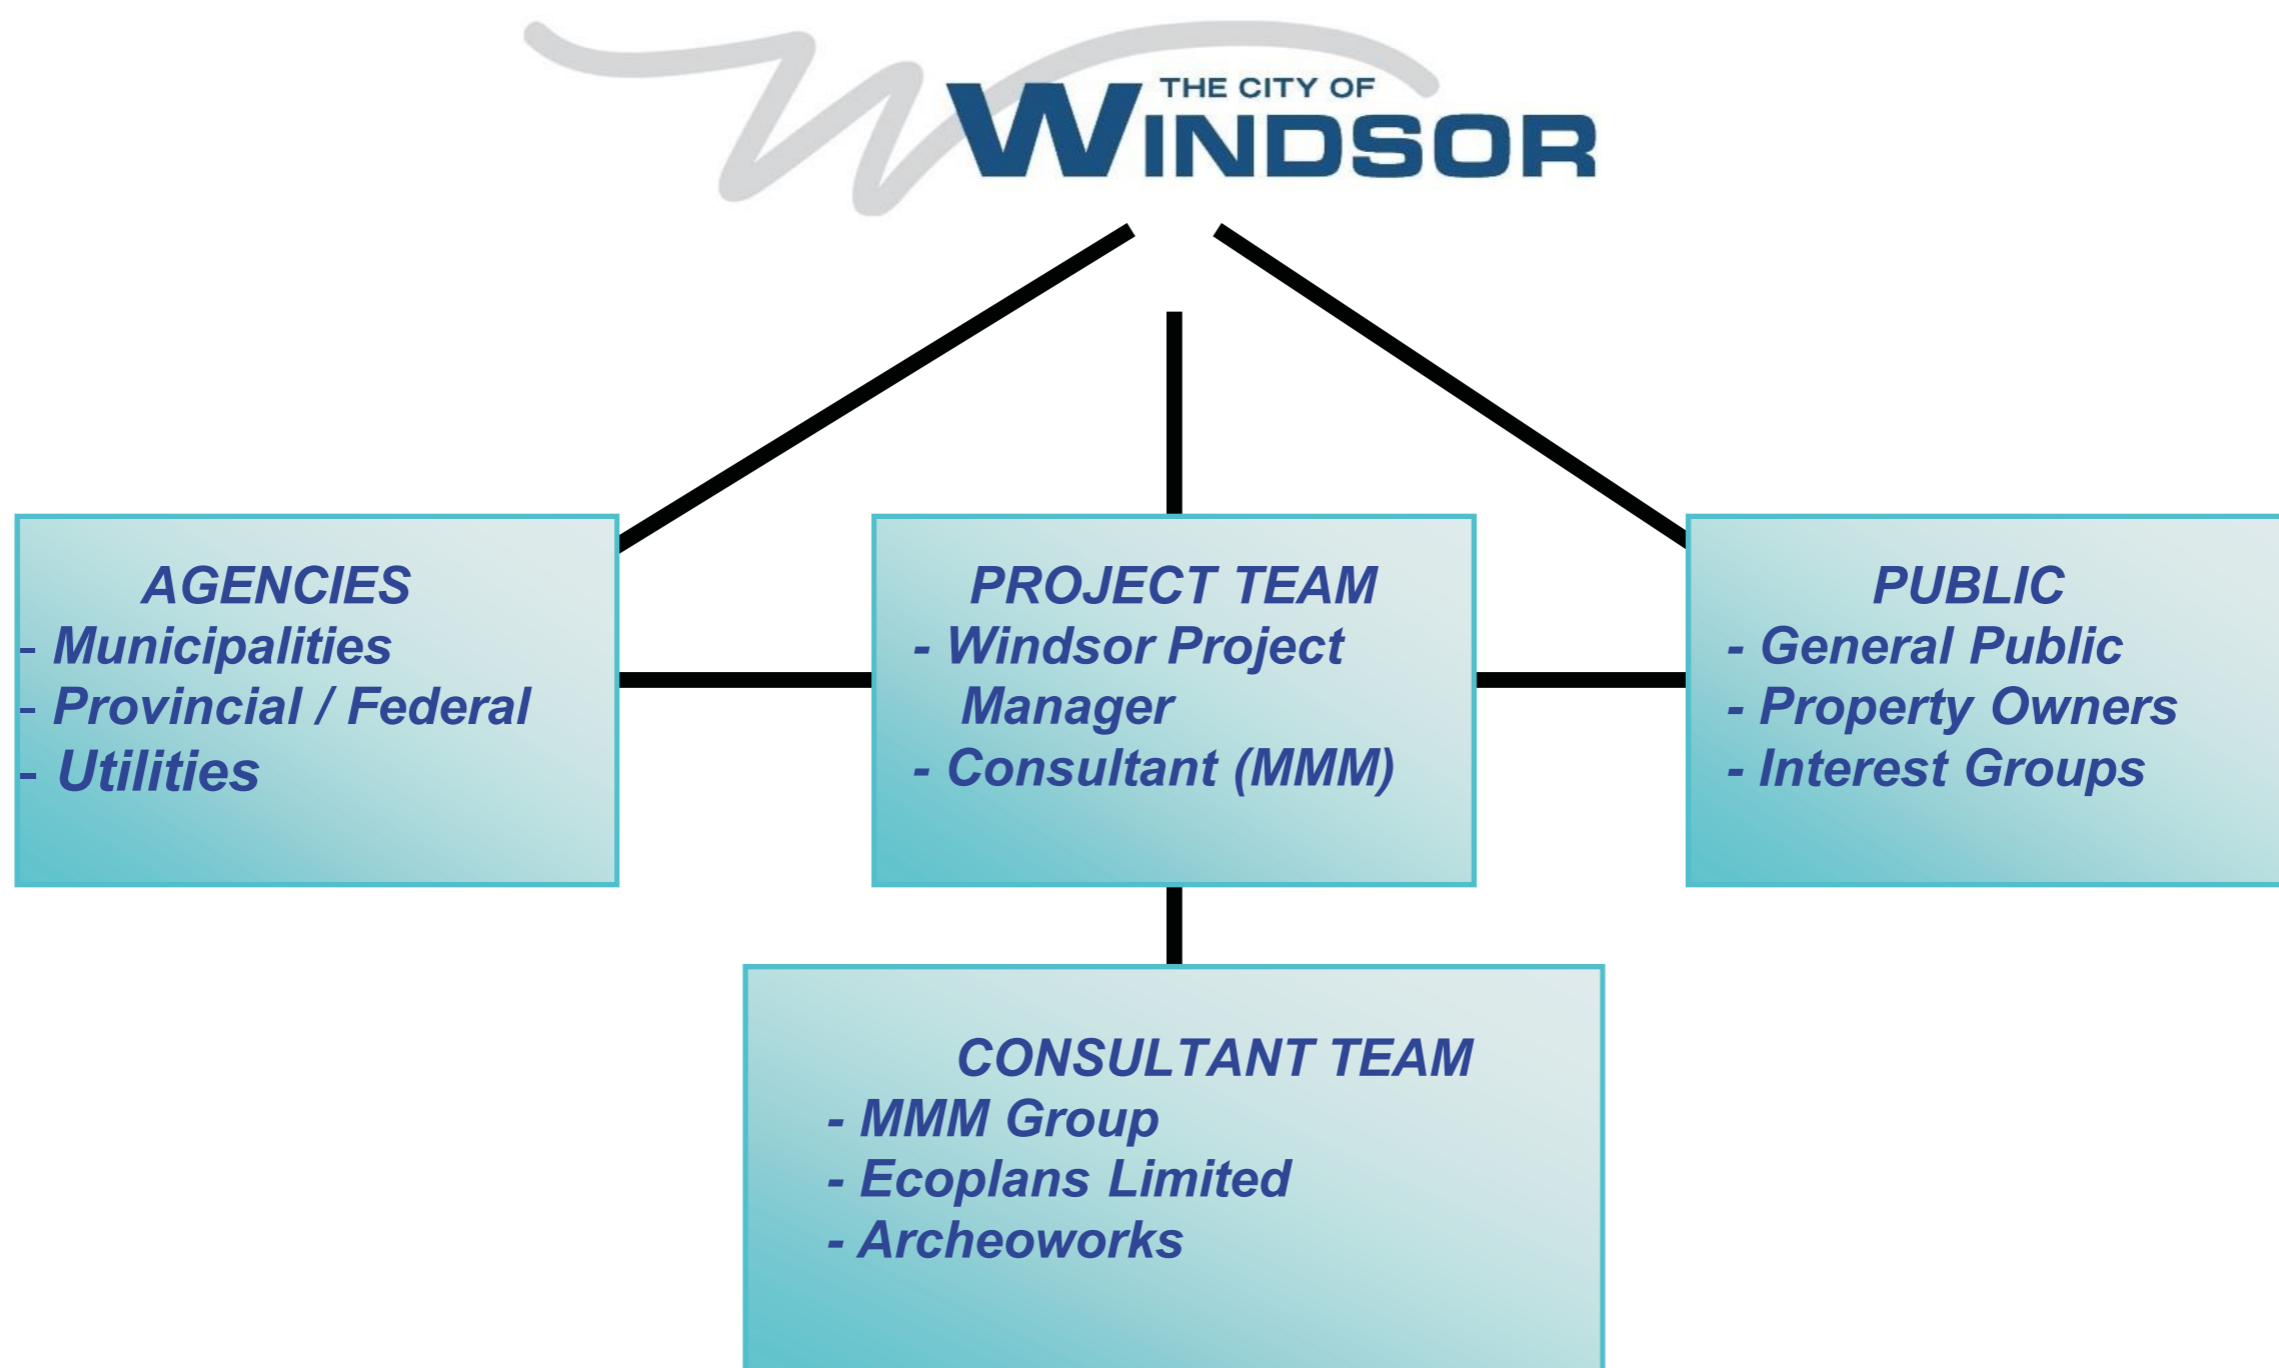 THE CITY OF
WINDSOR
AGENCIES
- Municipalities
- Provincial / Federal
- Utilities
PROJECT TEAM
- Windsor Project
Manager
- Consultant (MMM)
PUBLIC
- General Public
- Property Owners
- Interest Groups
CONSULTANT TEAM
- MMM Group
- Ecoplans Limited
- Archeoworks